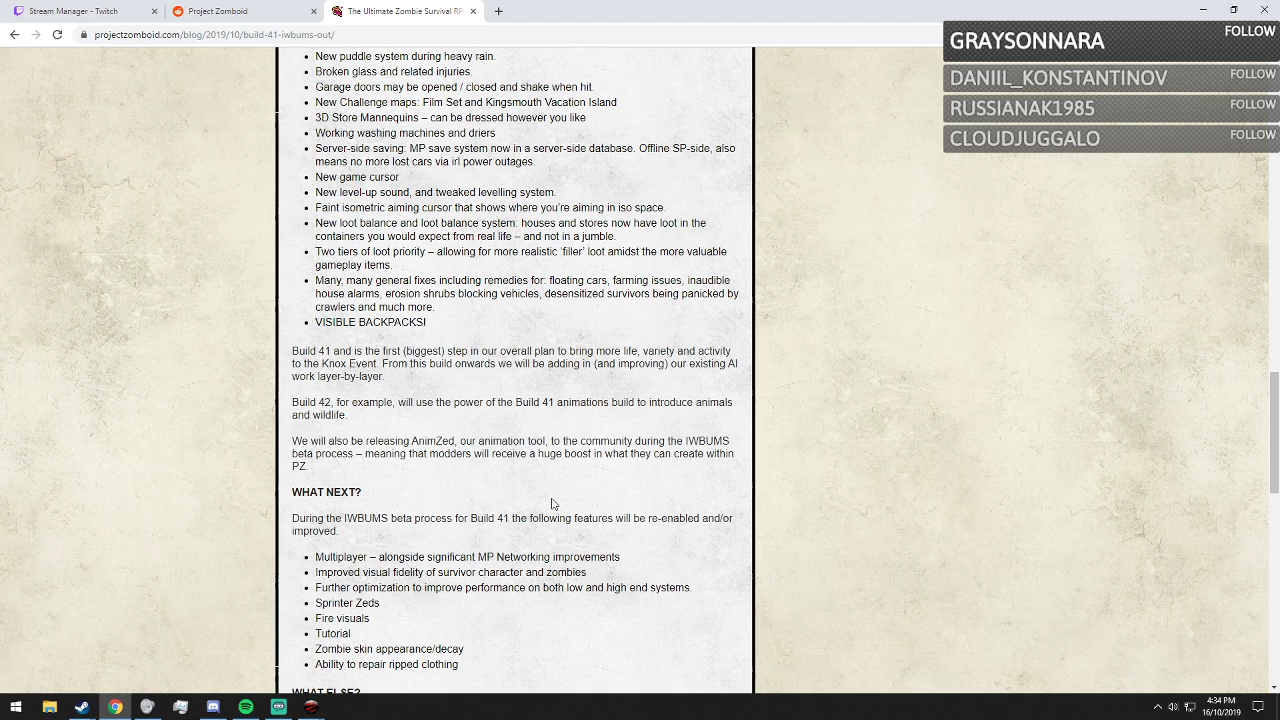 Stream Manager - Twitch
Project Zomboid
The Ultimate Zombie Survival RP
projectzomboid.com/blog/2019/10/build-41-iwbums-out/
GRAYSONNARA FOLLOW
DANIIL_KONSTANTINOV FOLLOW
RUSSIANAK1985 FOLLOW
CLOUDJUGGALO FOLLOW
• New puddle system during heavy rain.
• Broken glass and related injuries.
• Garage doors may be opened / closed and shake when hit.
• New Challenge maps: Film Set and Kingsmouth Vacation Island
• 3D Store Mannequins – can be dressed however you like
• Working washing machines and driers
• Server-side saving: MP save system now in a server-side database. Offline SP-side, also
means no more lost cars via irl power outages.
• New game cursor
• New level-up sound, and tweaked levelling system.
• Faint isometric aiming cursor that shows where you're aiming in iso space.
• New loot balance and loot balance system: houses and stores now have loot in the
containers you would expect from real life – and not in a jumble.
• Two tiers of loot priority – allowing for more realistic 'filler' loot amidst the more valuable
gameplay items.
• Many, many general fixes including remedies for: floating cars, farming issues, inaudible
house alarms, erosion shrubs blocking vehicles, desensitized survivors being panicked by
crawlers and much more.
• VISIBLE BACKPACKS!
Build 41 and is the first (biggest) step in our overall plan to bring more life, variety and activity
to the Knox Event. From this build onwards we will be adding in (and improving) our existing AI
work layer-by-layer.
Build 42, for example, will use the power of the Build 41 animations build to introduce animals
and wildlife.
We will also be releasing AnimZed, our animation tool, to the community during the IWBUMS
beta process – meaning that modders will receive a huge boost in what they can create within
PZ.
WHAT NEXT?
During the IWBUMS beta process for Build 41 the following features will be re-enabled and/or
improved.
• Multiplayer – alongside significant MP Networking improvements
• Improved visual fidelity of survivor character and zombies
• Further optimization to improve performance on both low and high end systems.
• Sprinter Zeds
• Fire visuals
• Tutorial
• Zombie skin appearance/decay
• Ability to repair ripped clothing
WHAT ELSE?
4:34 PM
16/10/2019